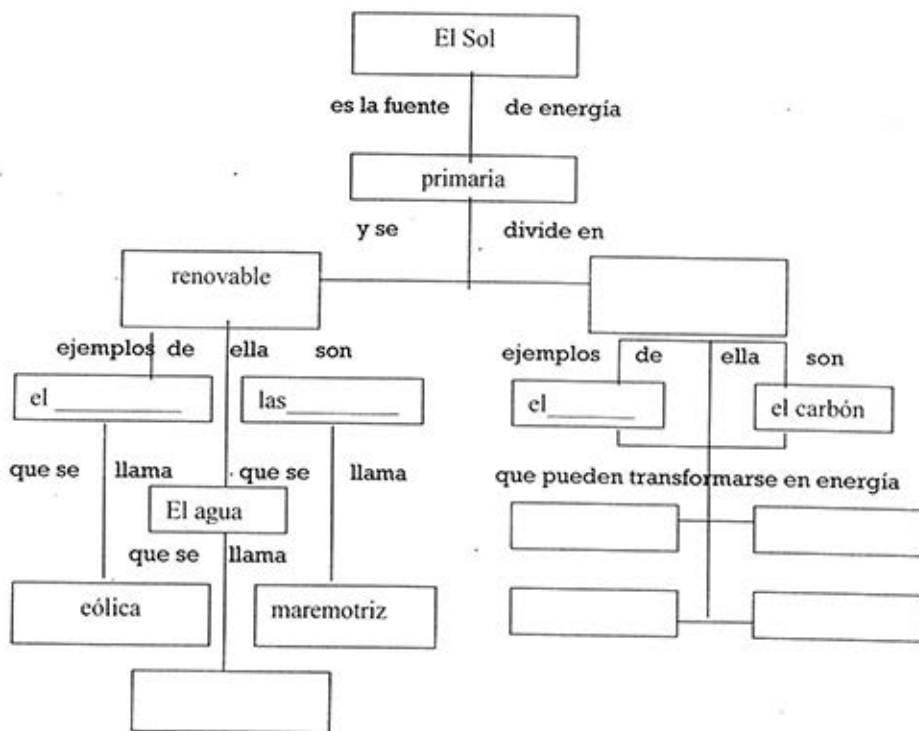 El Sol
es la fuente de energía
primaria
y se divide en
renovable
ejemplos de ella son
ejemplos de ella son
el __________
las__________
el_______
el carbón
que se llama
que se llama
que pueden transformarse en energía
El agua
que se llama
eólica
maremotriz